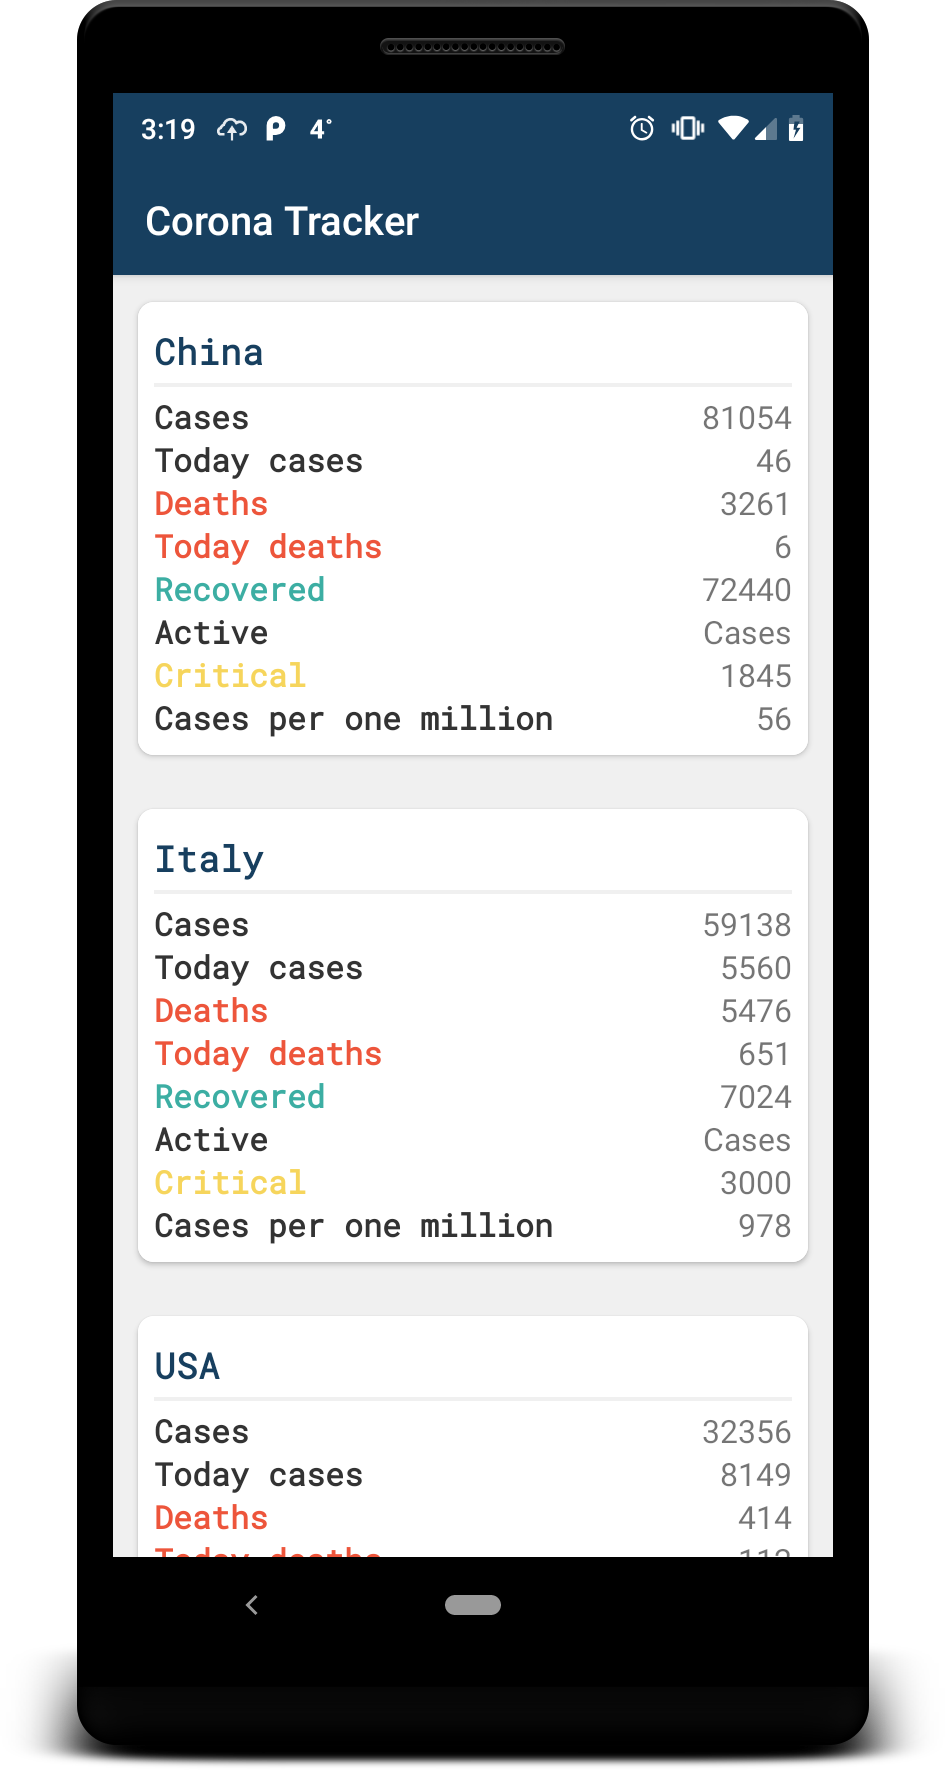 3:19 4°
Corona Tracker
China
Cases 81054
Today cases 46
Deaths 3261
Today deaths 6
Recovered 72440
Active Cases
Critical 1845
Cases per one million 56
Italy
Cases 59138
Today cases 5560
Deaths 5476
Today deaths 651
Recovered 7024
Active Cases
Critical 3000
Cases per one million 978
USA
Cases 32356
Today cases 8149
Deaths 414
Today deaths